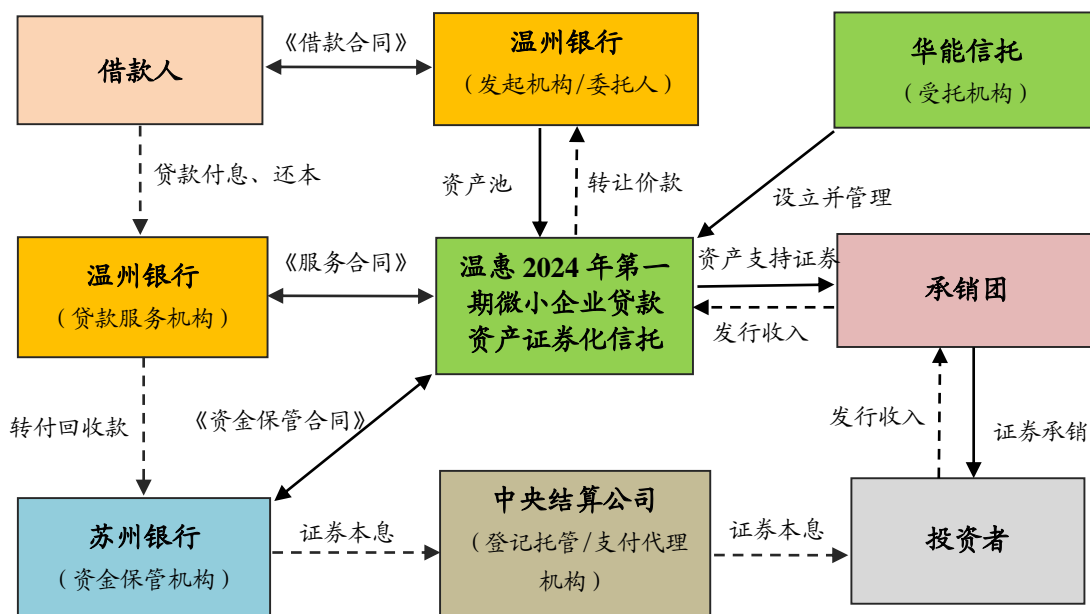 借款人
《借款合同》
温州银行
（发起机构/委托人）
华能信托
（受托机构）
贷款付息、还本
资产池
转让价款
设立并管理
温州银行
（贷款服务机构）
《服务合同》
温惠 2024 年第一
期微小企业贷款
资产证券化信托
资产支持证券
发行收入
承销团
转付回收款
《资金保管合同》
发行收入
证券承销
苏州银行
（资金保管机构）
证券本息
中央结算公司
（登记托管/支付代理
机构）
证券本息
投资者